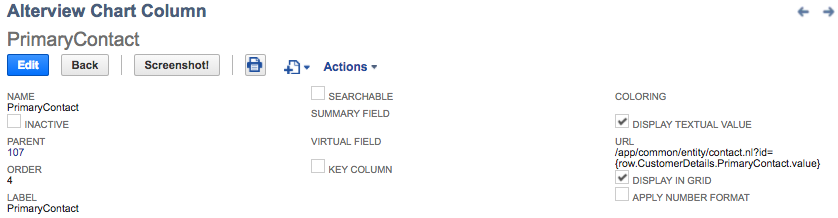 Alterview Chart Column
PrimaryContact
Edit
Back
Screenshot!
Actions
NAME
PrimaryContact
INACTIVE
PARENT
107
ORDER
4
LABEL
PrimaryContact
SEARCHABLE
SUMMARY FIELD
VIRTUAL FIELD
KEY COLUMN
COLORING
DISPLAY TEXTUAL VALUE
URL
/app/common/entity/contact.nl?id=
{row.CustomerDetails.PrimaryContact.value}
DISPLAY IN GRID
APPLY NUMBER FORMAT